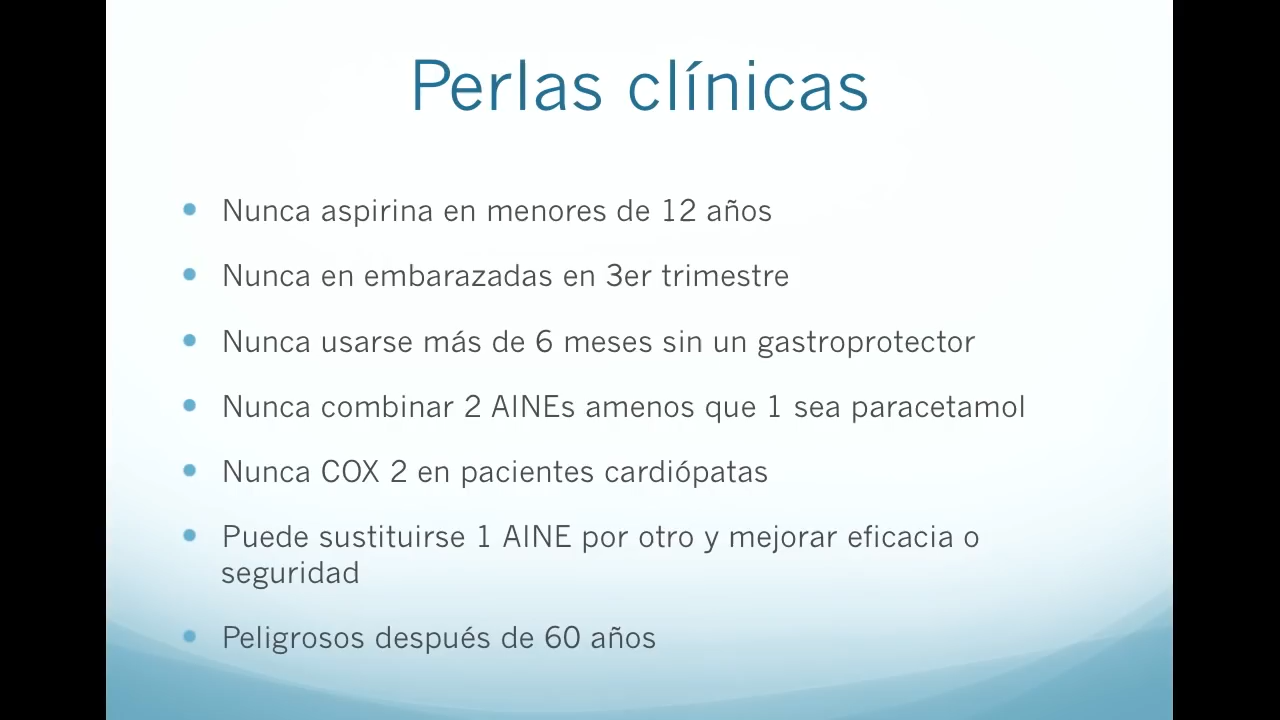 Perlas clínicas
• Nunca aspirina en menores de 12 años
• Nunca en embarazadas en 3er trimestre
• Nunca usarse más de 6 meses sin un gastroprotector
• Nunca combinar 2 AINEs amenos que 1 sea paracetamol
• Nunca COX 2 en pacientes cardiópatas
• Puede sustituirse 1 AINE por otro y mejorar eficacia o
seguridad
• Peligrosos después de 60 años